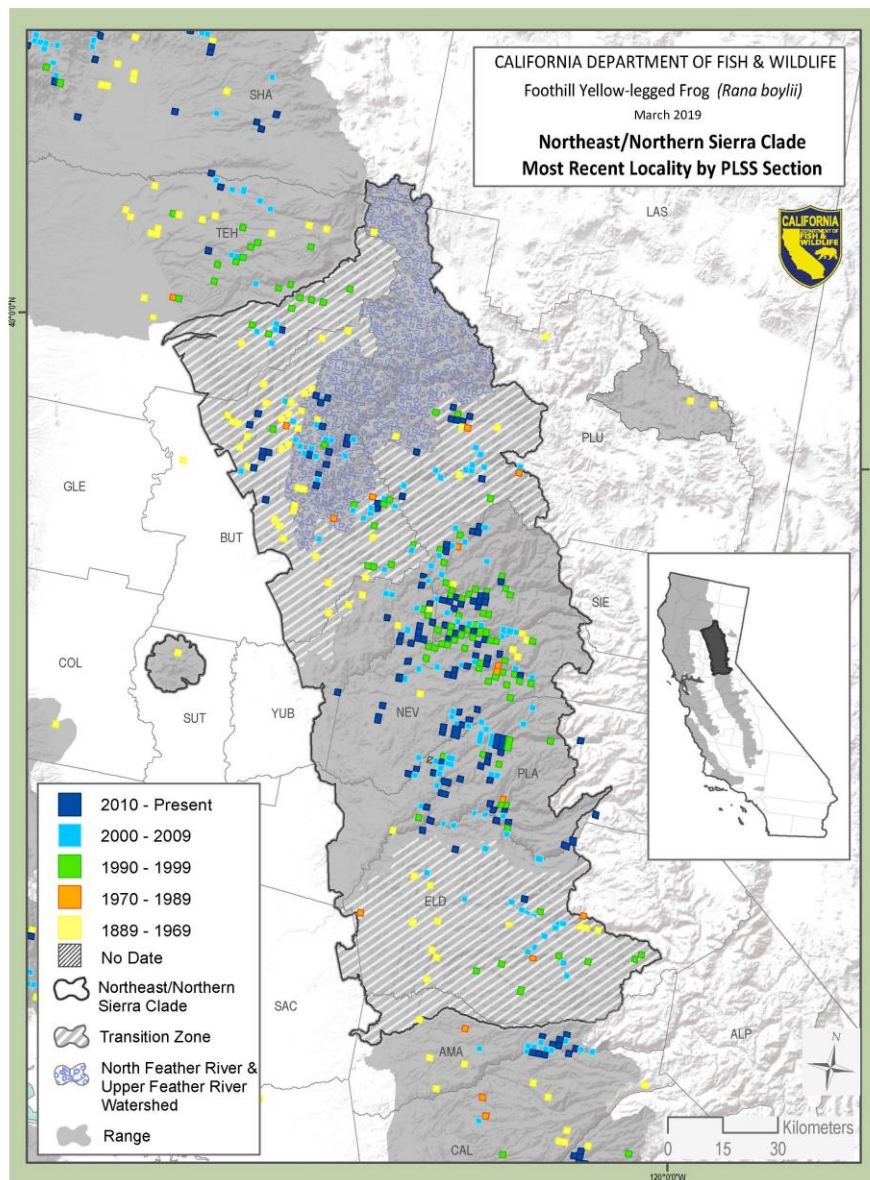 CALIFORNIA DEPARTMENT OF FISH & WILDLIFE
Foothill Yellow-legged Frog (Rana boylii)
March 2019
Northeast/Northern Sierra Clade
Most Recent Locality by PLSS Section
CALIFORNIA
DEPARTMENT OF
FISH &
WILDLIFE
SHA
LAS
TEH
40°0'0"N
PLU
GLE
BUT
SIE
COL
SUT
YUB
NEV
PLA
ELD
SAC
ALP
AMA
CAL
2010 - Present
2000 - 2009
1990 - 1999
1970 - 1989
1889 - 1969
No Date
Northeast/Northern
Sierra Clade
Transition Zone
North Feather River &
Upper Feather River
Watershed
Range
N
Kilometers
0 15 30
120°0'0"W